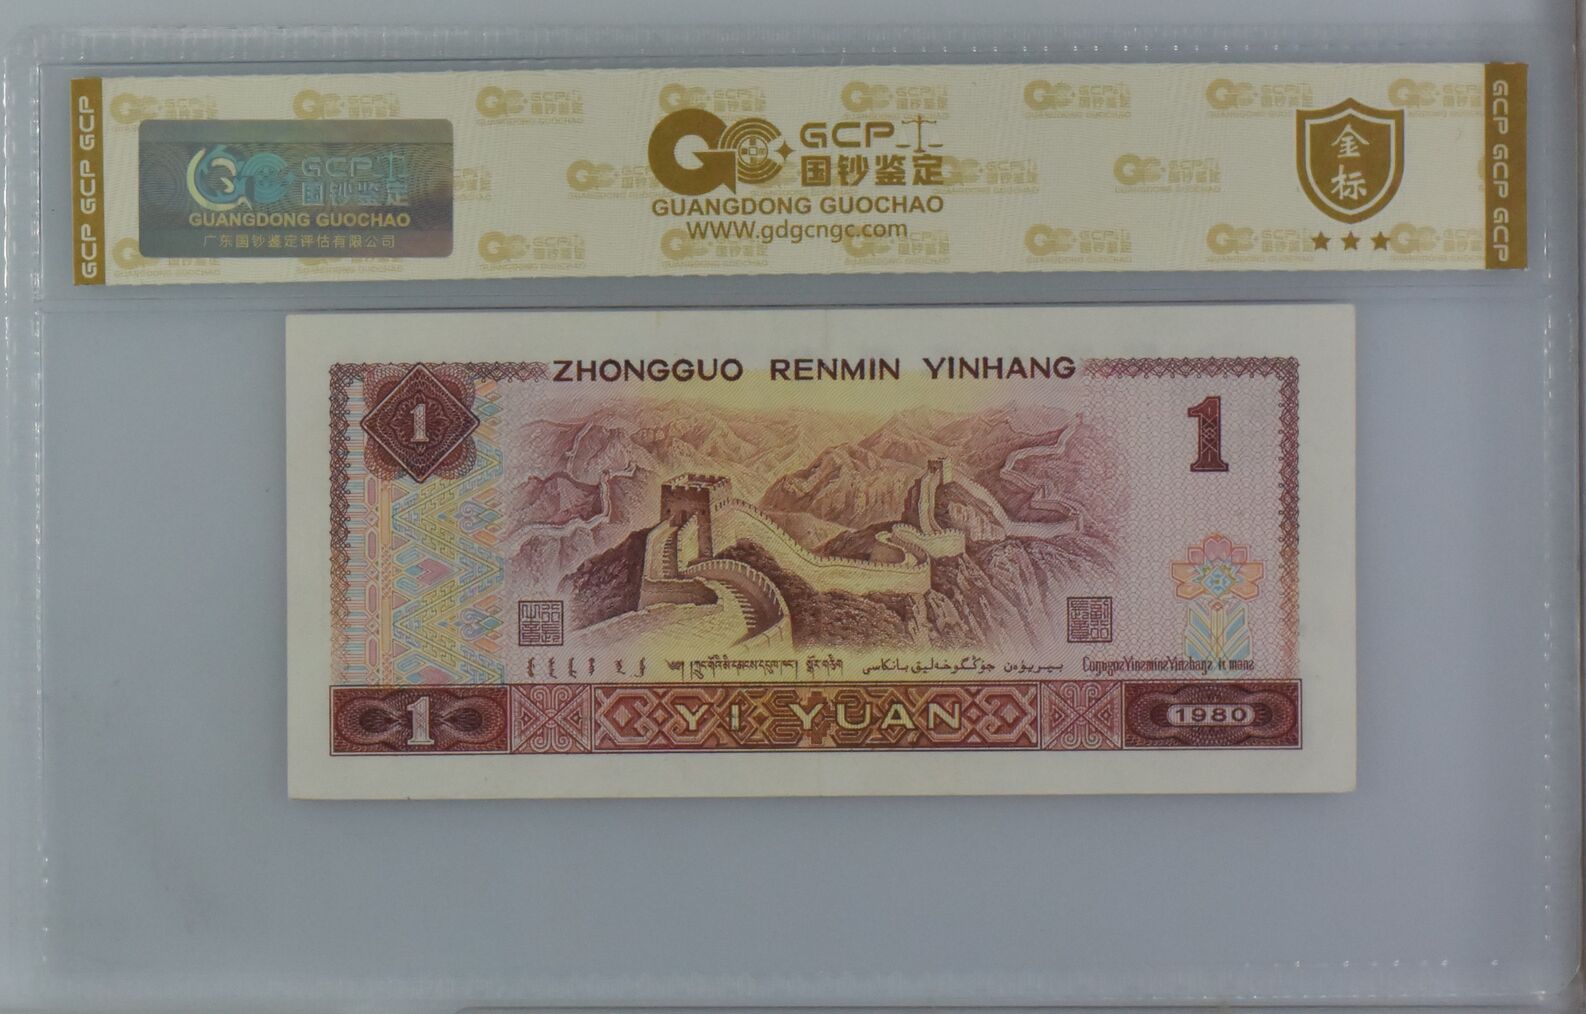 GCP GCP GCP
GCP
国钞鉴定
GUANGDONG GUOCHAO
广东国钞鉴定评估有限公司
GCP
国钞鉴定
GUANGDONG GUOCHAO
WWW.gdgcngc.com
金
标
GCP GCP GCP
ZHONGGUO RENMIN YINHANG
1
1
1
YI YUAN
1980